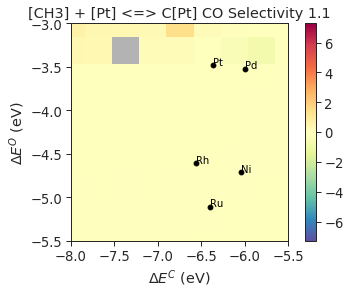 [CH3] + [Pt] <=> C[Pt] CO Selectivity 1.1
−3.0
−3.5
−4.0
−4.5
−5.0
−5.5
ΔE^O (eV)
Pt
Pd
Rh
Ni
Ru
−8.0 −7.5 −7.0 −6.5 −6.0 −5.5
ΔE^C (eV)
6
4
2
0
−2
−4
−6